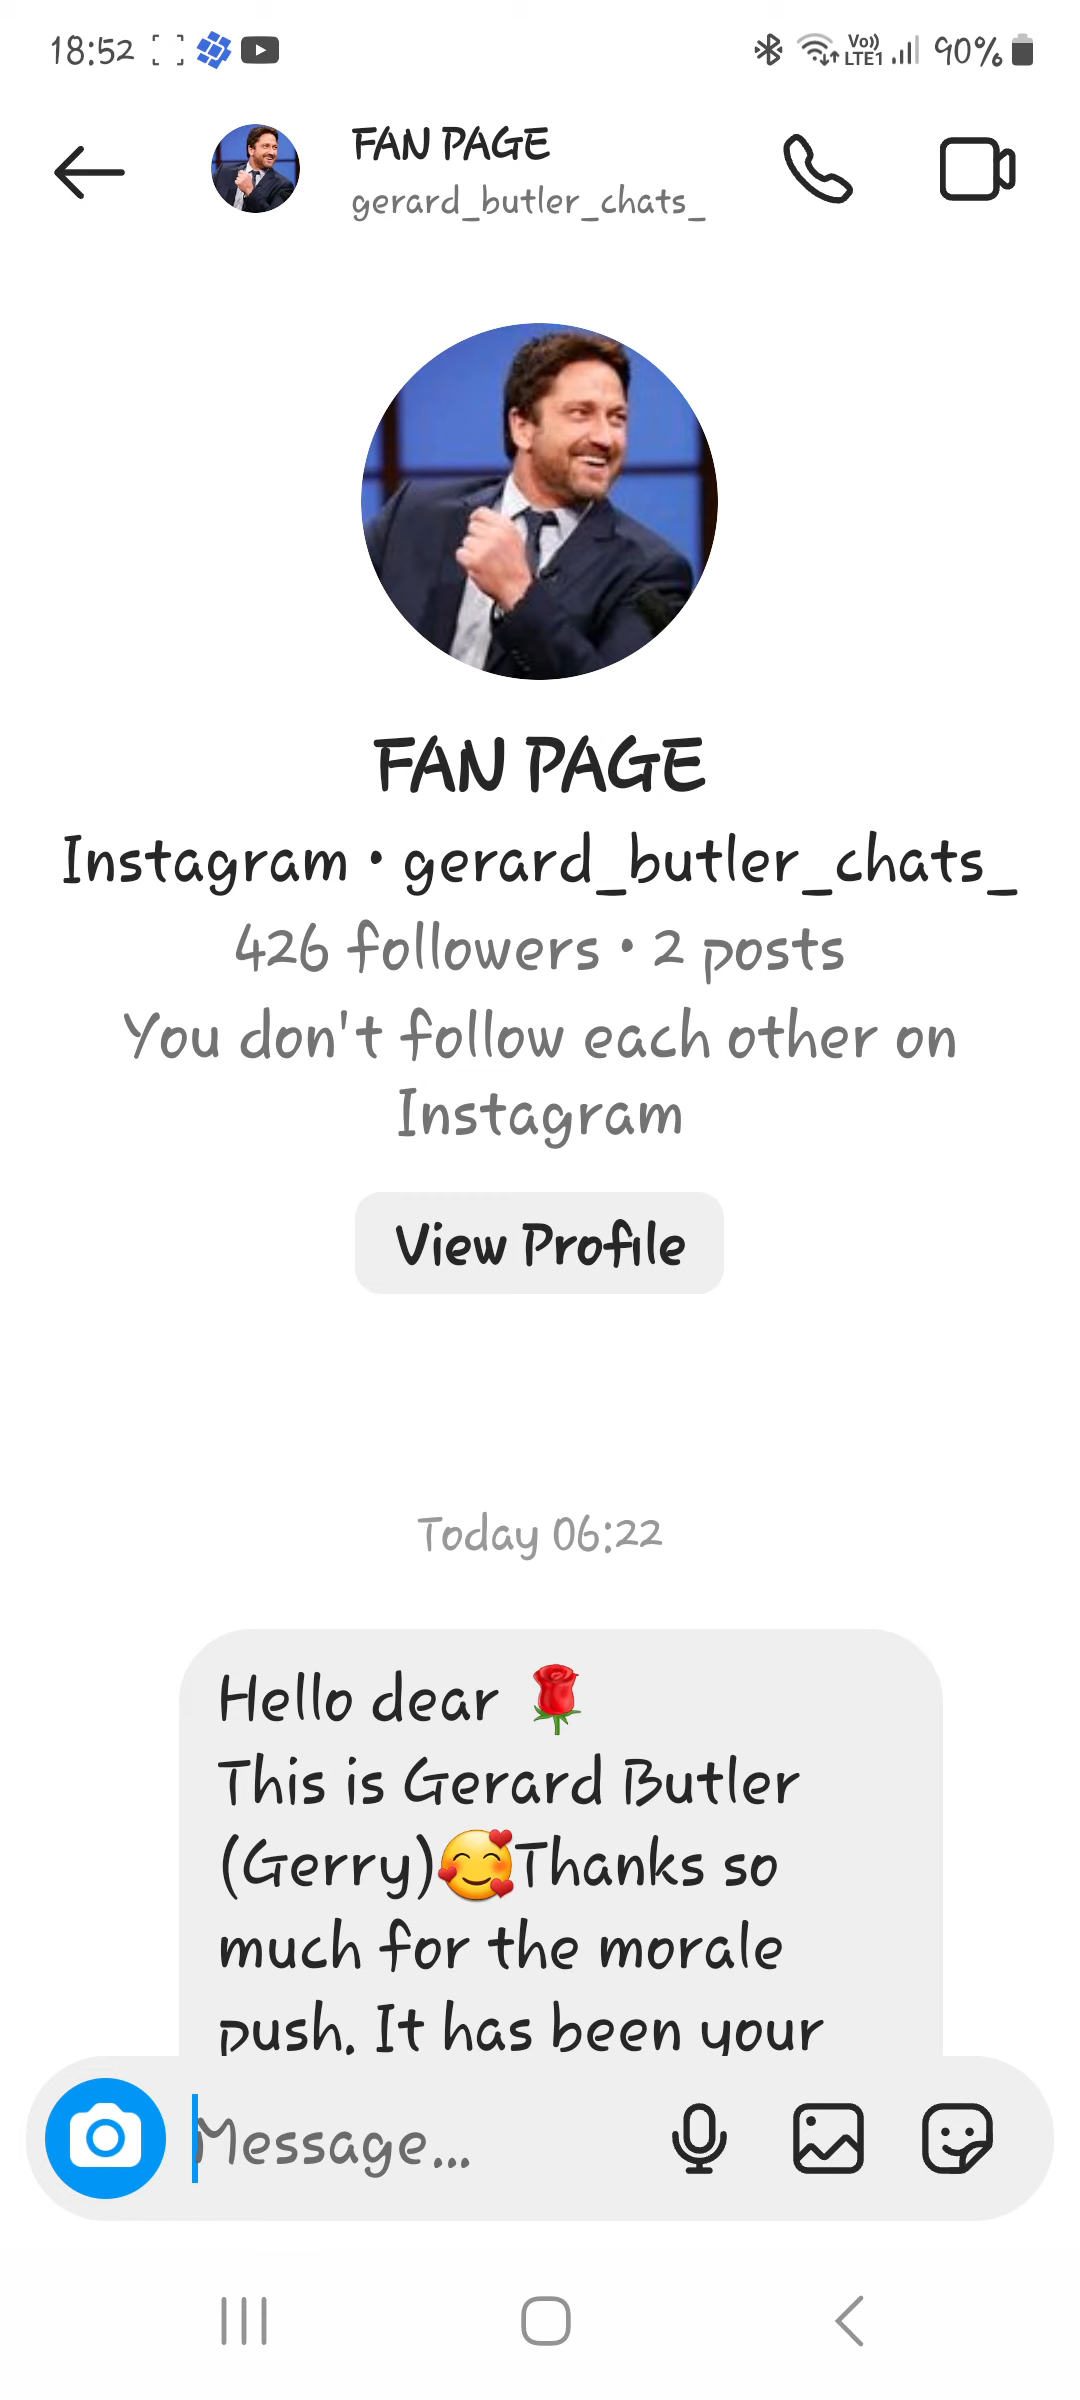 18:52
Vo)) LTE1 90%
FAN PAGE
gerard_butler_chats_
FAN PAGE
Instagram • gerard_butler_chats_
426 followers • 2 posts
You don't follow each other on
Instagram
View Profile
Today 06:22
Hello dear 🌹
This is Gerard Butler
(Gerry)🥰Thanks so
much for the morale
push. It has been your
Message...